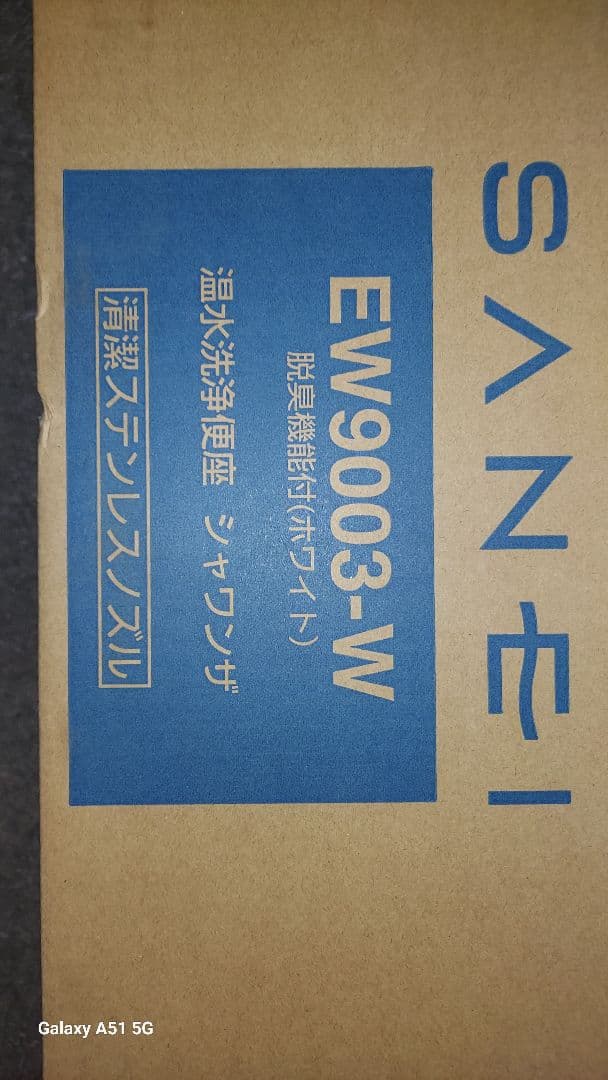 SANEI
EW9003-W
脱臭機能付(ホワイト)
温水洗浄便座 シャワンザ
清潔ステンレスノズル
Galaxy A51 5G